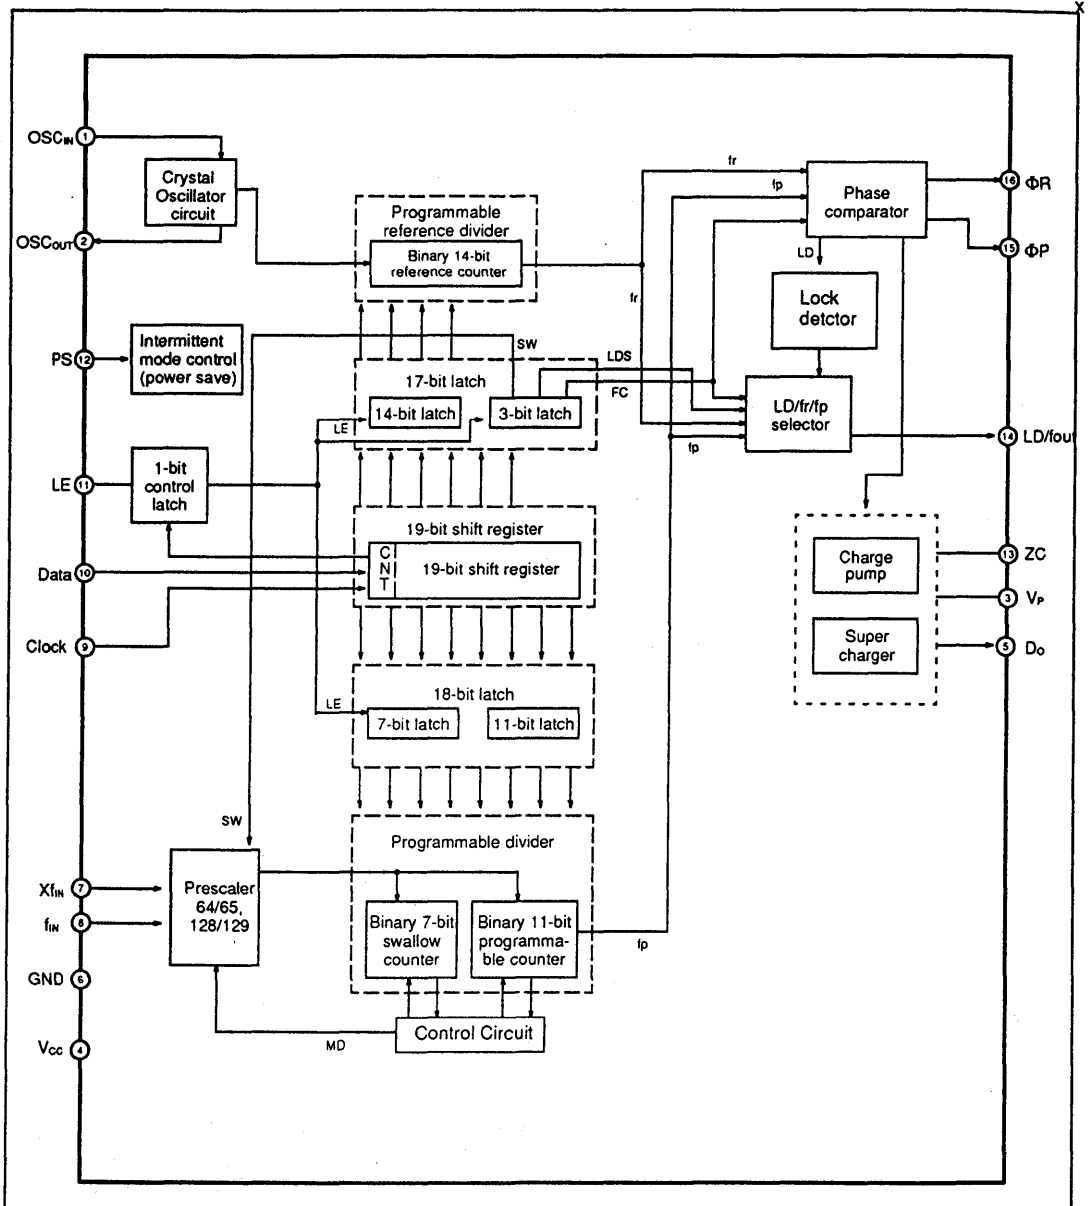 X
OSCIN 1
Crystal
Oscillator
circuit
OSCOUT 2
PS 12
Intermittent
mode control
(power save)
LE 11
1-bit
control
latch
Data 10
Clock 9
Programmable
reference divider
Binary 14-bit
reference counter
SW
17-bit latch
14-bit latch
3-bit latch
LE
LDS
FC
19-bit shift register
C
N
T
19-bit shift register
18-bit latch
LE
7-bit latch
11-bit latch
SW
Programmable divider
Prescaler
64/65,
128/129
Binary 7-bit
swallow
counter
Binary 11-bit
programma-
ble counter
fp
Control Circuit
MD
XfIN 7
fIN 8
GND 6
VCC 4
fr
fp
Phase
comparator
16 ΦR
15 ΦP
LD
Lock
detctor
fr
LD/fr/fp
selector
fp
14 LD/fout
Charge
pump
Super
charger
13 ZC
3 VP
5 DO